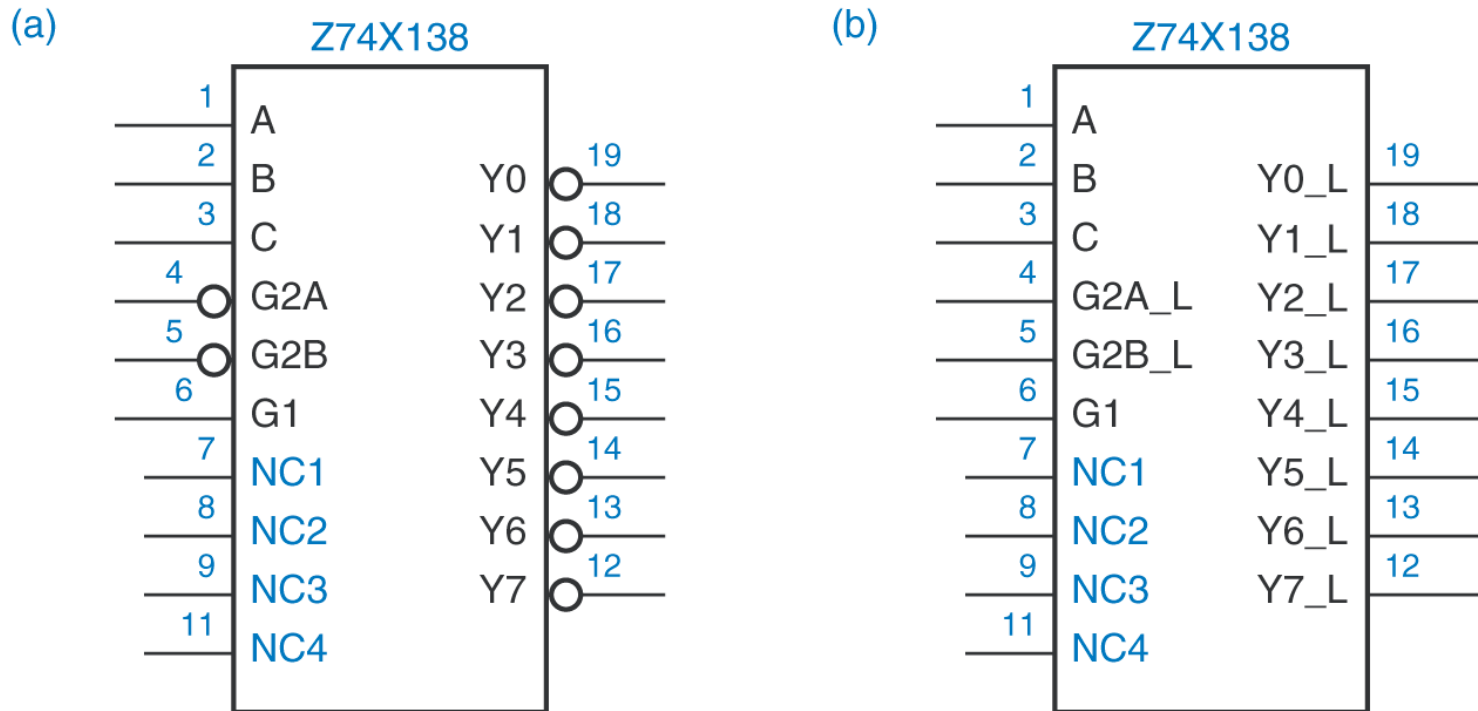 (a)
Z74X138
1 A
2 B Y0 19
3 C Y1 18
4 G2A Y2 17
5 G2B Y3 16
6 G1 Y4 15
7 NC1 Y5 14
8 NC2 Y6 13
9 NC3 Y7 12
11 NC4
(b)
Z74X138
1 A
2 B Y0_L 19
3 C Y1_L 18
4 G2A_L Y2_L 17
5 G2B_L Y3_L 16
6 G1 Y4_L 15
7 NC1 Y5_L 14
8 NC2 Y6_L 13
9 NC3 Y7_L 12
11 NC4